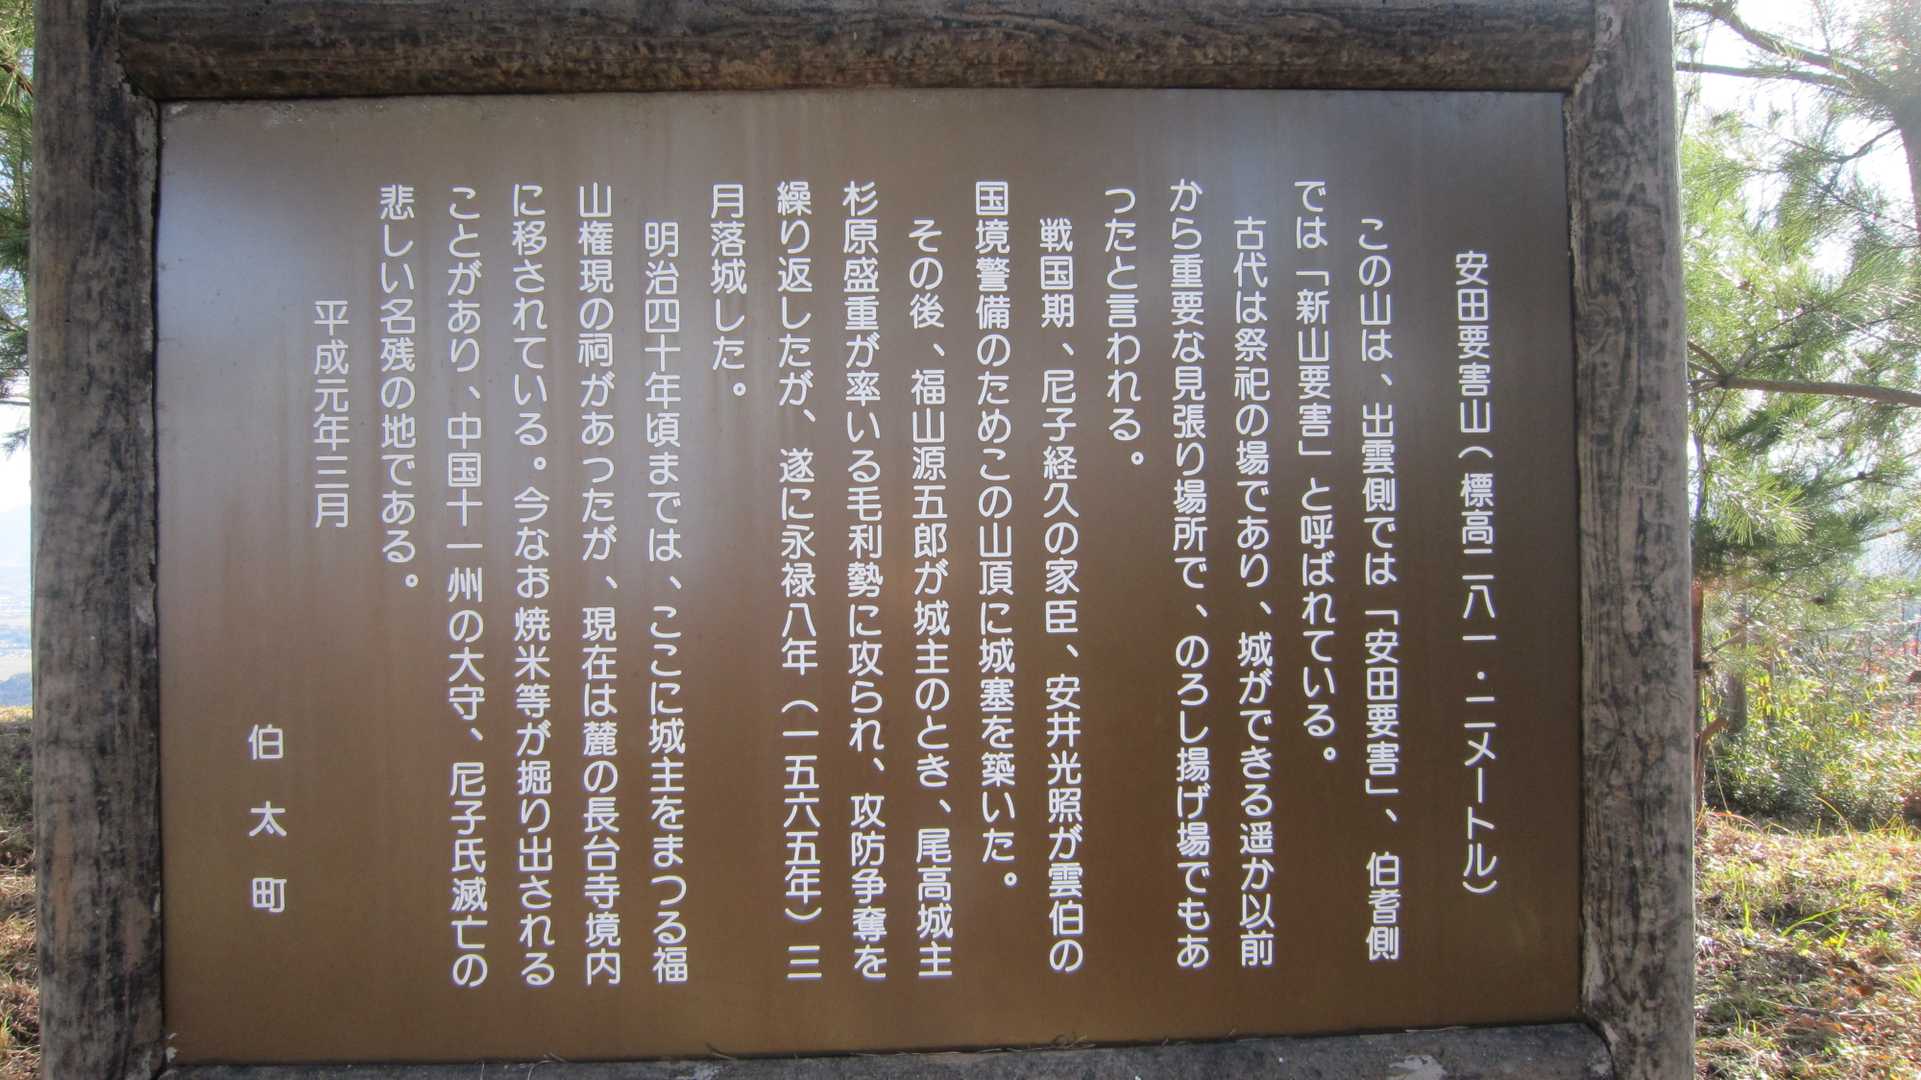 安田要害山（標高二八一・二メートル）
この山は、出雲側では「安田要害」、伯耆側
では「新山要害」と呼ばれている。
古代は祭祀の場であり、城ができる遥か以前
から重要な見張り場所で、のろし揚げ場でもあ
ったと言われる。
戦国期、尼子経久の家臣、安井光照が雲伯の
国境警備のためこの山頂に城塞を築いた。
その後、福山源五郎が城主のとき、尾高城主
杉原盛重が率いる毛利勢に攻られ、攻防争奪を
繰り返したが、遂に永禄八年（一五六五年）三
月落城した。
明治四十年頃までは、ここに城主をまつる福
山権現の祠があったが、現在は麓の長台寺境内
に移されている。今なお焼米等が掘り出される
ことがあり、中国十一州の大守、尼子氏滅亡の
悲しい名残の地である。
平成元年三月
伯太町